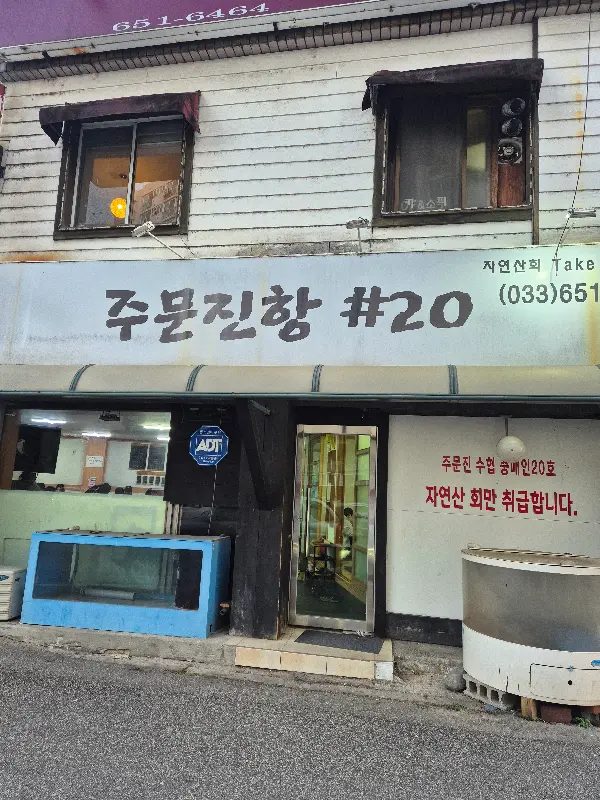 651-6464
자연산회 Take
주문진항 #20
(033)651
ADT
주문진 수협 중매인20호
자연산 회만 취급합니다.